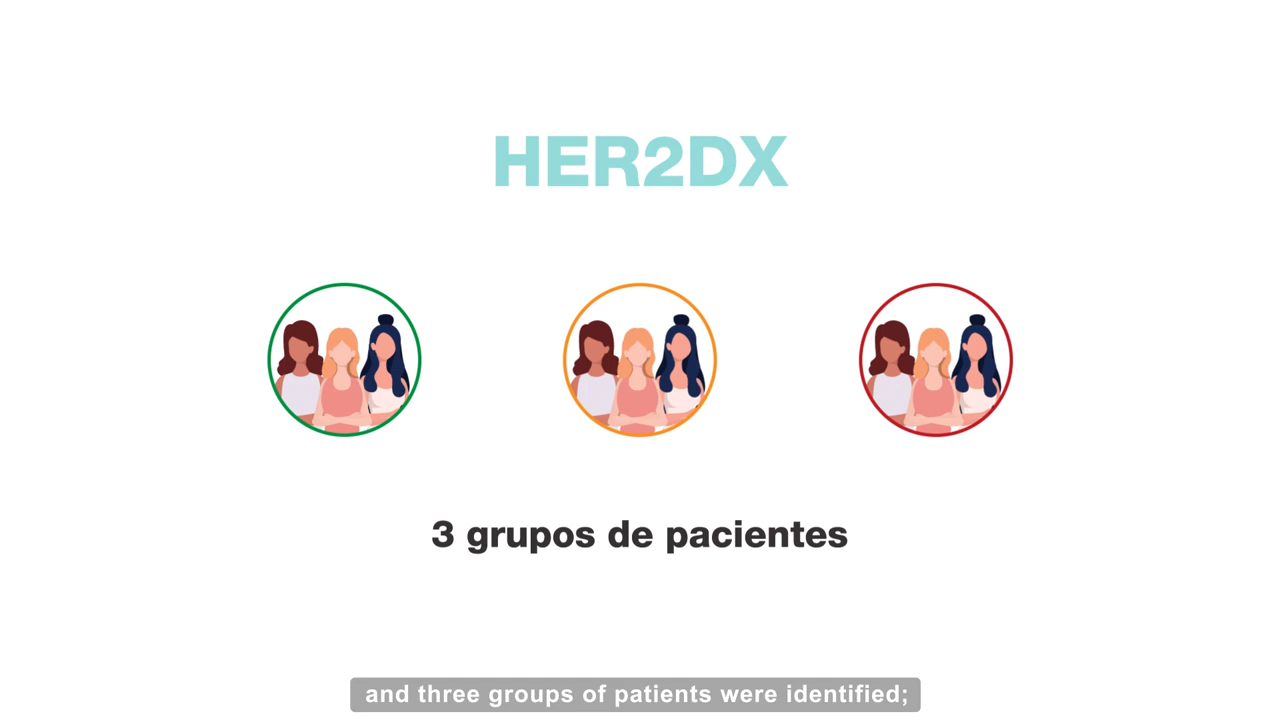 HER2DX
3 grupos de pacientes
and three groups of patients were identified;